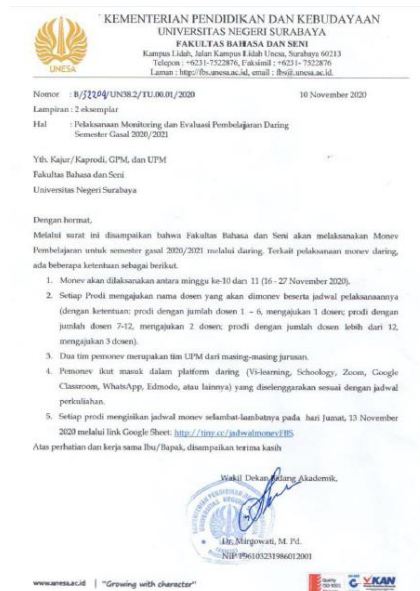 KEMENTERIAN PENDIDIKAN DAN KEBUDAYAAN
UNIVERSITAS NEGERI SURABAYA
FAKULTAS BAHASA DAN SENI
Kampus Lidah, Jalan Kampus Lidah Unesa, Surabaya 60213
Telepon : +6231-7522876, Faksimil : +6231- 7522876
Laman : http://fbs.unesa.ac.id, email : fbs@unesa.ac.id
UNESA
Nomor : B/52204/UN38.2/TU.00.01/2020 10 November 2020
Lampiran : 2 eksemplar
Hal : Pelaksanaan Monitoring dan Evaluasi Pembelajaran Daring
Semester Gasal 2020/2021
Yth. Kajur/Kaprodi, GPM, dan UPM
Fakultas Bahasa dan Seni
Universitas Negeri Surabaya
Dengan hormat,
Melalui surat ini disampaikan bahwa Fakultas Bahasa dan Seni akan melaksanakan Monev
Pembelajaran untuk semester gasal 2020/2021 melalui daring. Terkait pelaksanaan monev daring,
ada beberapa ketentuan sebagai berikut.
1. Monev akan dilaksanakan antara minggu ke-10 dan 11 (16 - 27 November 2020).
2. Setiap Prodi mengajukan nama dosen yang akan dimonev beserta jadwal pelaksanaannya
(dengan ketentuan: prodi dengan jumlah dosen 1 – 6, mengajukan 1 dosen; prodi dengan
jumlah dosen 7-12, mengajukan 2 dosen; prodi dengan jumlah dosen lebih dari 12,
mengajukan 3 dosen).
3. Dua tim pemonev merupakan tim UPM dari masing-masing jurusan.
4. Pemonev ikut masuk dalam platform daring (Vi-learning, Schoology, Zoom, Google
Classroom, WhatsApp, Edmodo, atau lainnya) yang diselenggarakan sesuai dengan jadwal
perkuliahan.
5. Setiap prodi mengirikan jadwal monev selambat-laambatnya pada hari Jumat, 13 November
2020 melalui link Google Sheet: http://tiny.cc/jadwalmonevFBS.
Atas perhatian dan kerja sama Ibu/Bapak, disampaikan terima kasih
Wakil Dekan Bidang Akademik,
Dr. Mirgowati, M. Pd.
NIP 196103231986012001
www.unesa.ac.id | "Growing with character"
KAN